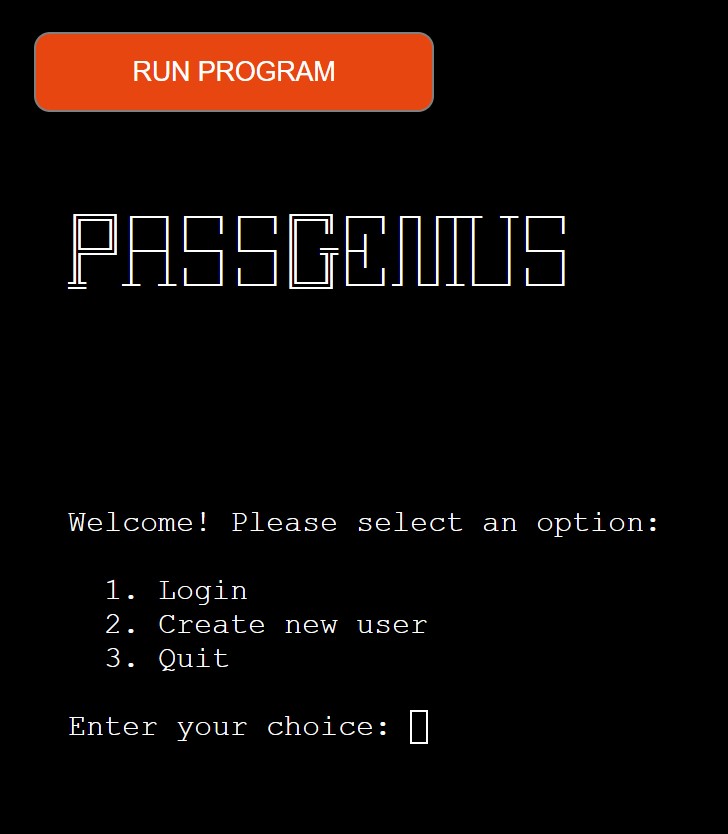 RUN PROGRAM
PASSGENIUS
Welcome! Please select an option:
1. Login
2. Create new user
3. Quit
Enter your choice: